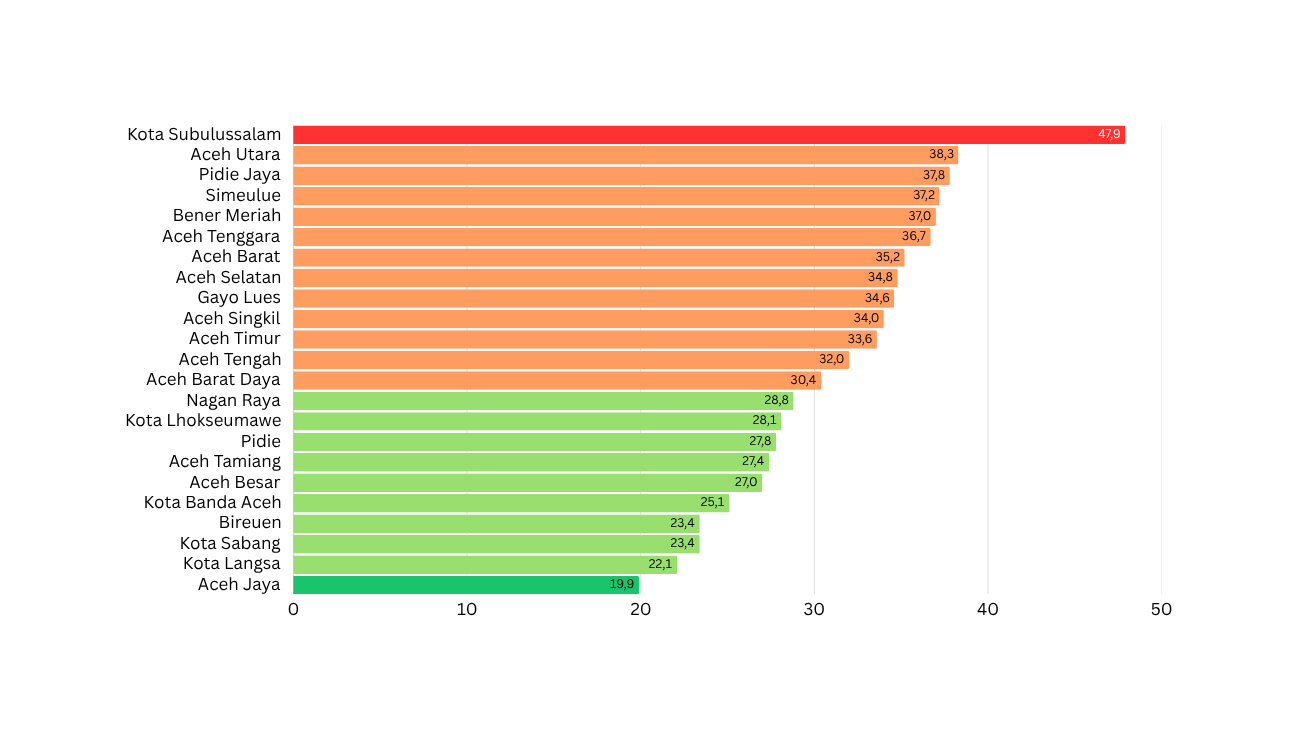 Kota Subulussalam 47,9
Aceh Utara 38,3
Pidie Jaya 37,8
Simeulue 37,2
Bener Meriah 37,0
Aceh Tenggara 36,7
Aceh Barat 35,2
Aceh Selatan 34,8
Gayo Lues 34,6
Aceh Singkil 34,0
Aceh Timur 33,6
Aceh Tengah 32,0
Aceh Barat Daya 30,4
Nagan Raya 28,8
Kota Lhokseumawe 28,1
Pidie 27,8
Aceh Tamiang 27,4
Aceh Besar 27,0
Kota Banda Aceh 25,1
Bireuen 23,4
Kota Sabang 23,4
Kota Langsa 22,1
Aceh Jaya 19,9
0 10 20 30 40 50